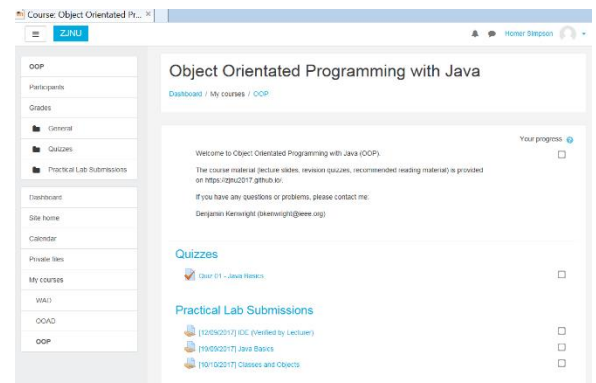 Course: Object Orientated Pr...
ZJNU
Homer Simpson
OOP
Participants
Grades
General
Quizzes
Practical Lab Submissions
Dashboard
Site home
Calendar
Private files
My courses
WAD
OOAD
OOP
Object Orientated Programming with Java
Dashboard / My courses / OOP
Your progress
Welcome to Object Orientated Programming with Java (OOP).
The course material (lecture slides, revision quizzes, recommended reading material) is provided
on https://zjnu2017.github.io/.
If you have any questions or problems, please contact me:
Benjamin Kenwright (bkenwright@ieee.org)
Quizzes
Quiz 01 - Java Basics
Practical Lab Submissions
[12/09/2017] IDE (Verified by Lecturer)
[19/09/2017] Java Basics
[10/10/2017] Classes and Objects